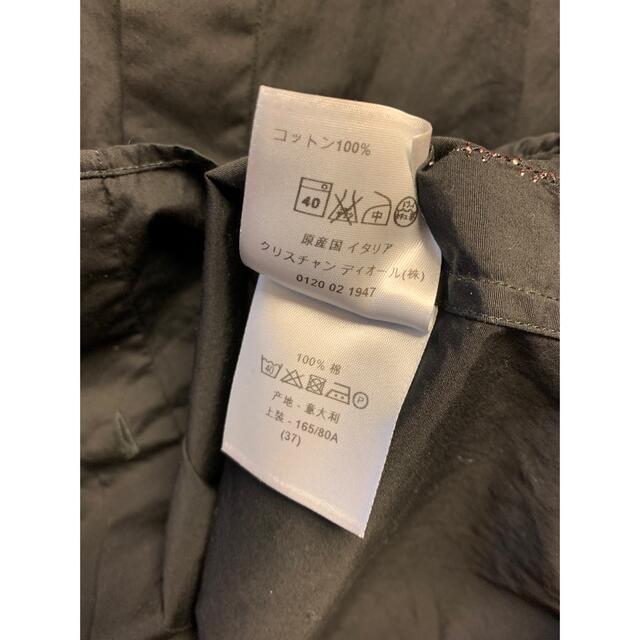 コットン100%
40 中
原産国 イタリア
クリスチャン ディオール(株)
0120 02 1947
100% 棉
40 P
产地 - 意大利
上装 - 165/80A
(37)